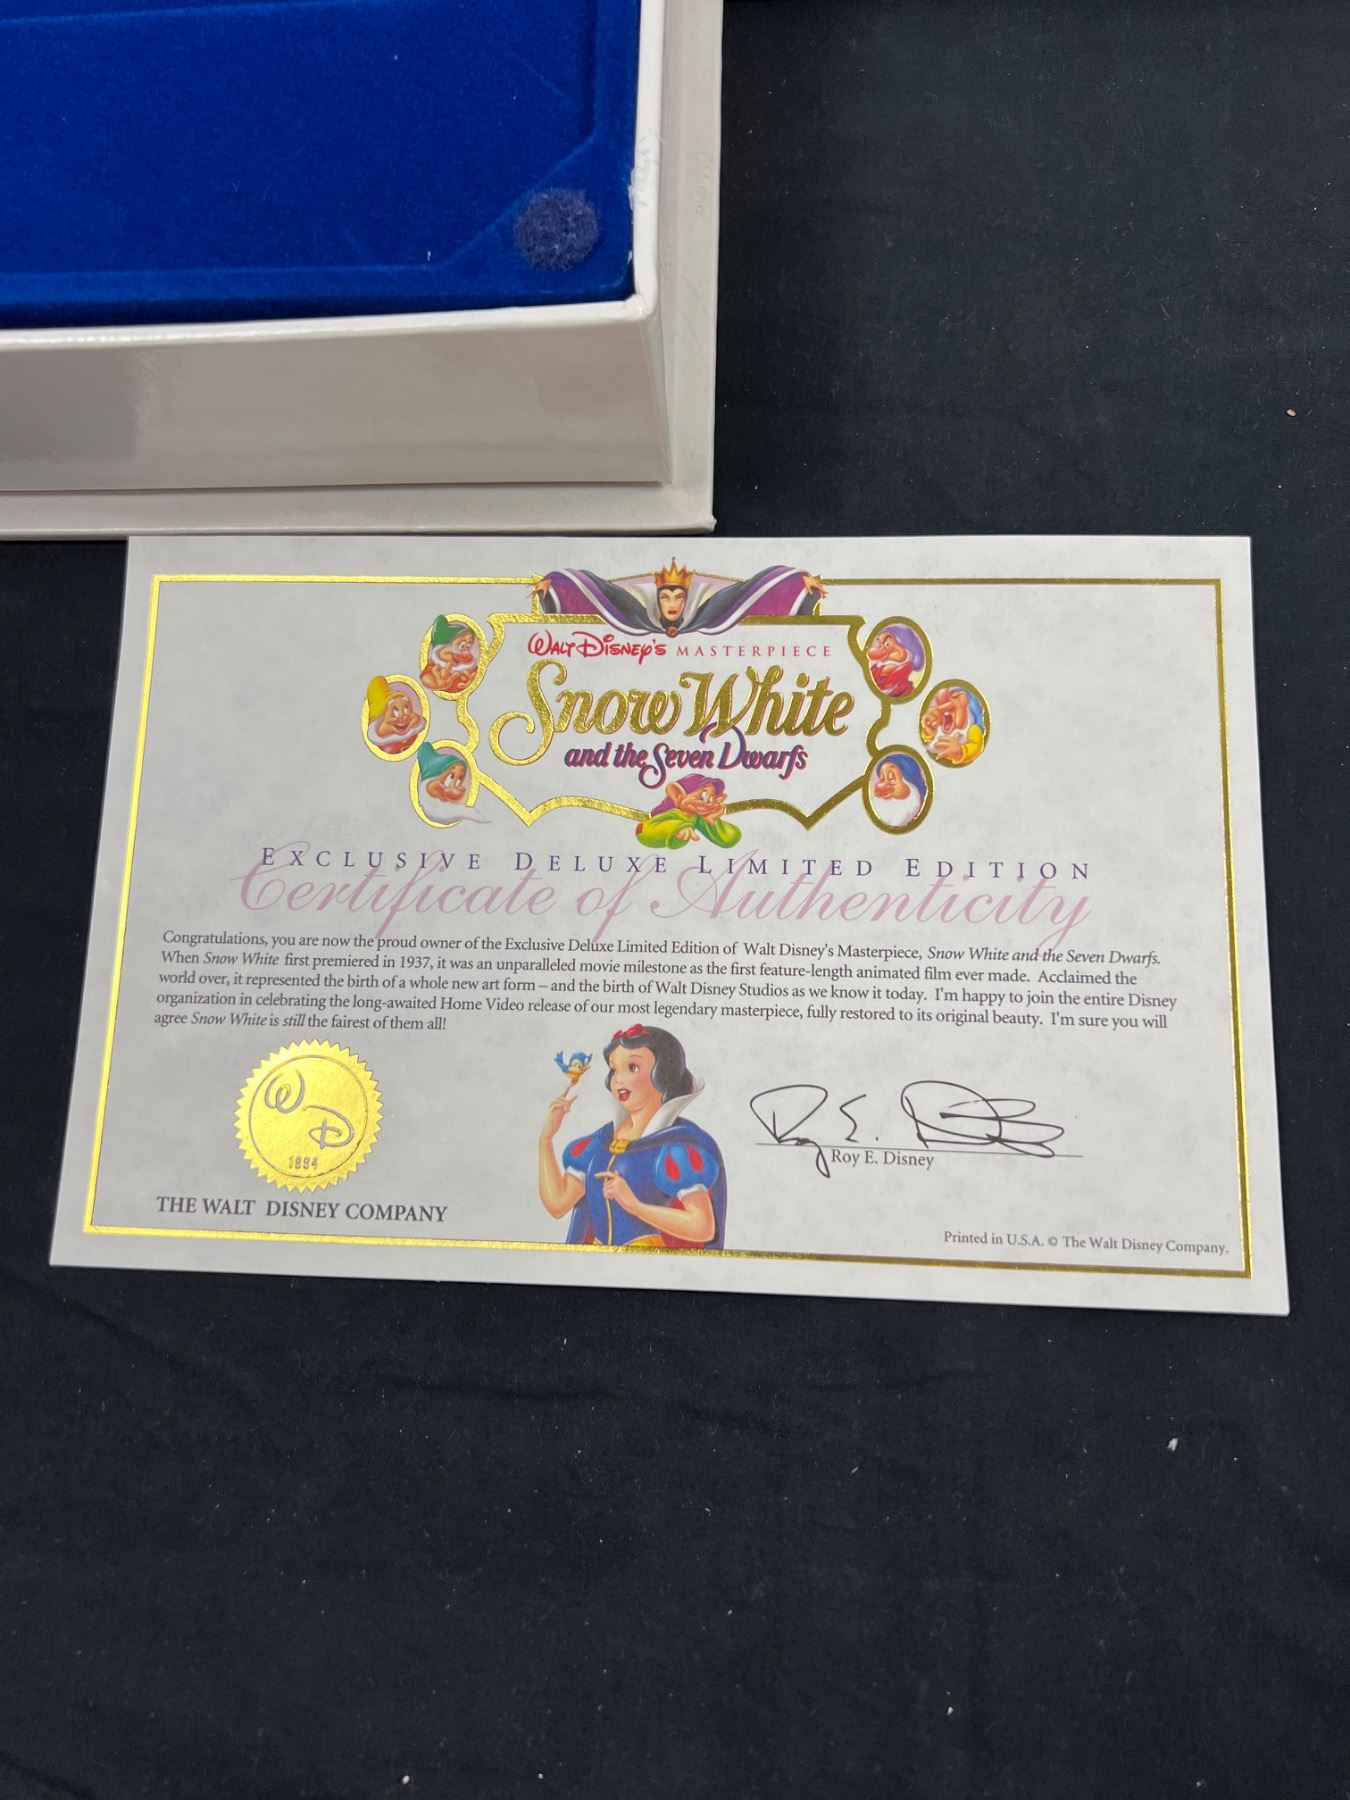 WALT DISNEY'S MASTERPIECE
Snow White
and the Seven Dwarfs
EXCLUSIVE DELUXE LIMITED EDITION
Certificate of Authenticity
Congratulations, you are now the proud owner of the Exclusive Deluxe Limited Edition of Walt Disney's Masterpiece, Snow White and the Seven Dwarfs.
When Snow White first premiered in 1937, it was an unparalleled movie milestone as the first feature-length animated film ever made. Acclaimed the
world over, it represented the birth of a whole new art form – and the birth of Walt Disney Studios as we know it today. I'm happy to join the entire Disney
organization in celebrating the long-awaited Home Video release of our most legendary masterpiece, fully restored to its original beauty. I'm sure you will
agree Snow White is still the fairest of them all!
WD
1994
Roy E. Disney
Roy E. Disney
THE WALT DISNEY COMPANY
Printed in U.S.A. © The Walt Disney Company.